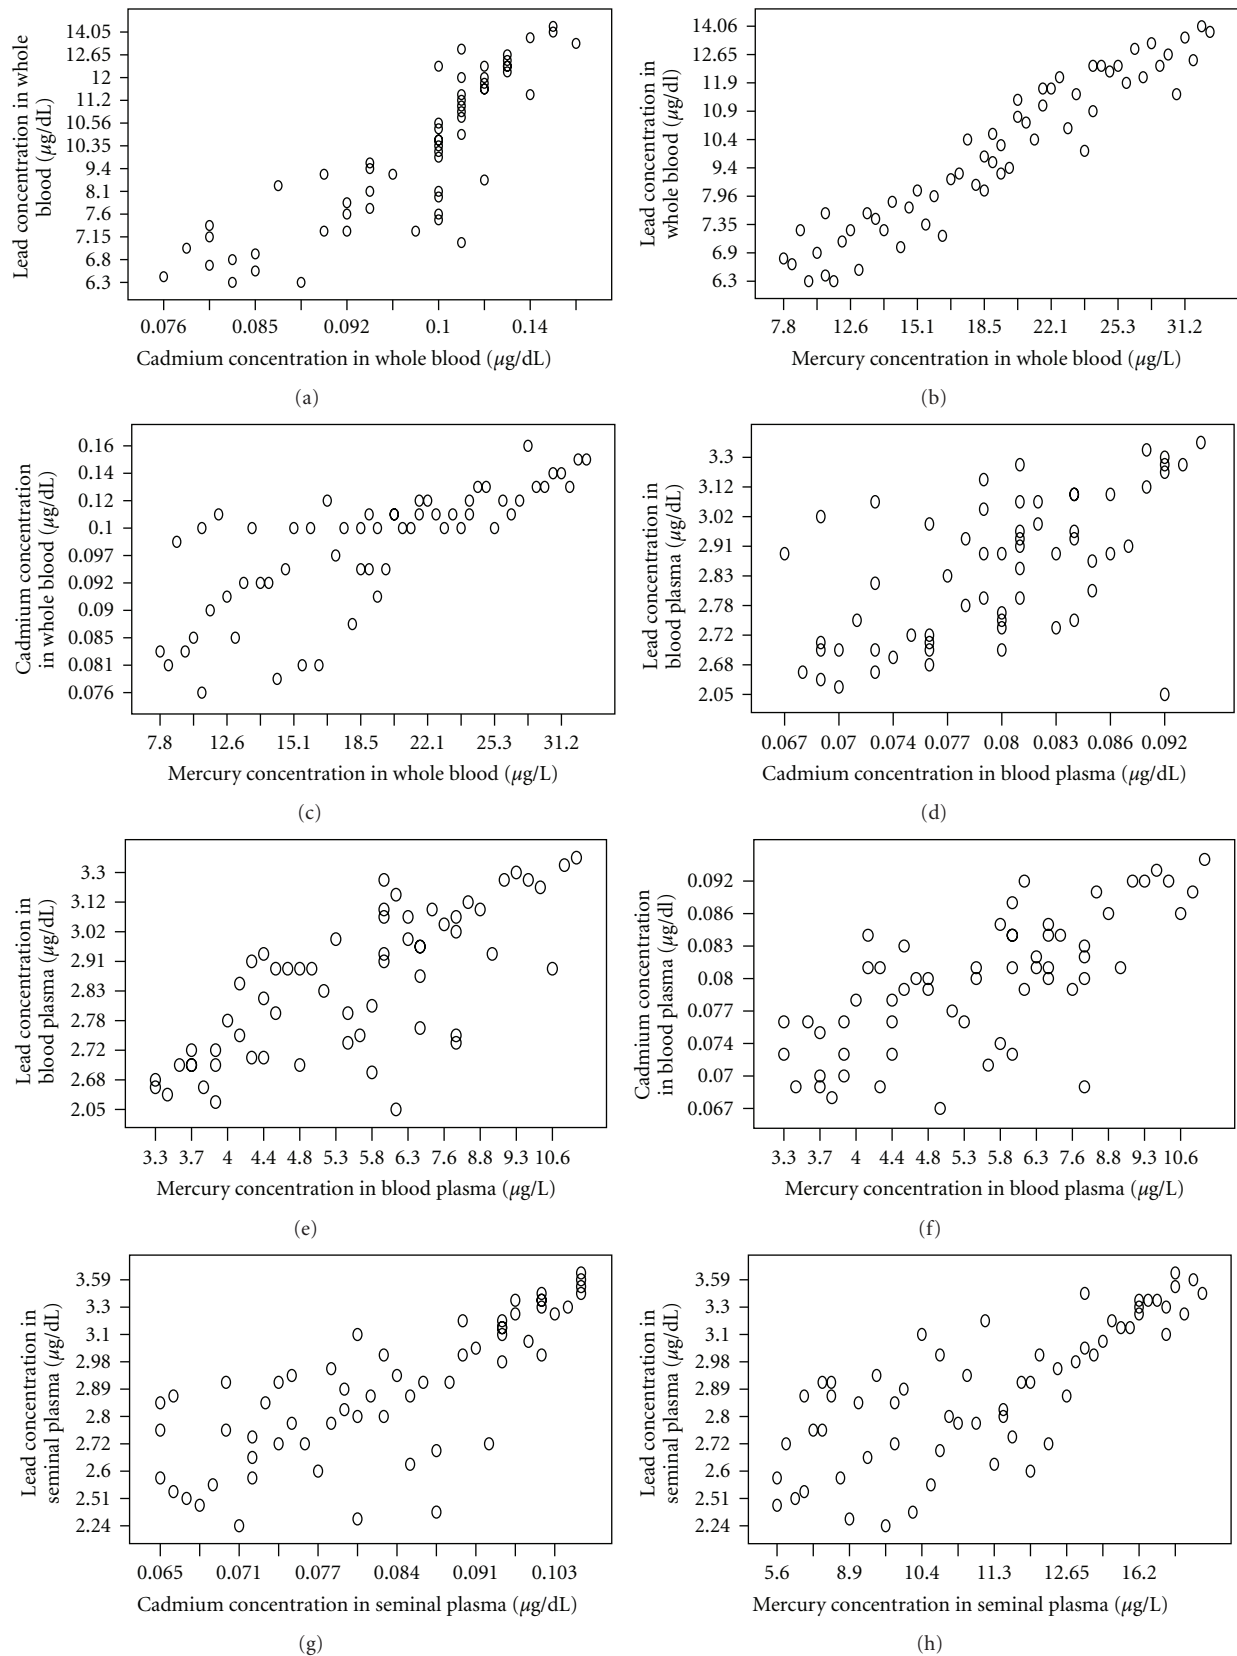 Lead concentration in whole
blood (µg/dL)
14.05
12.65
12
11.2
10.56
10.35
9.4
8.1
7.6
7.15
6.8
6.3
0.076 0.085 0.092 0.1 0.14
Cadmium concentration in whole blood (µg/dL)
(a)
Lead concentration in
whole blood (µg/dl)
14.06
12.65
11.9
10.9
10.4
9.4
7.96
7.35
6.9
6.3
7.8 12.6 15.1 18.5 22.1 25.3 31.2
Mercury concentration in whole blood (µg/L)
(b)
Cadmium concentration
in whole blood (µg/dL)
0.16
0.14
0.12
0.1
0.097
0.092
0.09
0.085
0.081
0.076
7.8 12.6 15.1 18.5 22.1 25.3 31.2
Mercury concentration in whole blood (µg/L)
(c)
Lead concentration in
blood plasma (µg/dL)
3.3
3.12
3.02
2.91
2.83
2.78
2.72
2.68
2.05
0.067 0.07 0.074 0.077 0.08 0.083 0.086 0.092
Cadmium concentration in blood plasma (µg/dL)
(d)
Lead concentration in
blood plasma (µg/dL)
3.3
3.12
3.02
2.91
2.83
2.78
2.72
2.68
2.05
3.3 3.7 4 4.4 4.8 5.3 5.8 6.3 7.6 8.8 9.3 10.6
Mercury concentration in blood plasma (µg/L)
(e)
Cadmium concentration
in blood plasma (µg/dl)
0.092
0.086
0.083
0.08
0.077
0.074
0.07
0.067
3.3 3.7 4 4.4 4.8 5.3 5.8 6.3 7.6 8.8 9.3 10.6
Mercury concentration in blood plasma (µg/L)
(f)
Lead concentration in
seminal plasma (µg/dL)
3.59
3.3
3.1
2.98
2.89
2.8
2.72
2.6
2.51
2.24
0.065 0.071 0.077 0.084 0.091 0.103
Cadmium concentration in seminal plasma (µg/dL)
(g)
Lead concentration in
seminal plasma (µg/dL)
3.59
3.3
3.1
2.98
2.89
2.8
2.72
2.6
2.51
2.24
5.6 8.9 10.4 11.3 12.65 16.2
Mercury concentration in seminal plasma (µg/L)
(h)